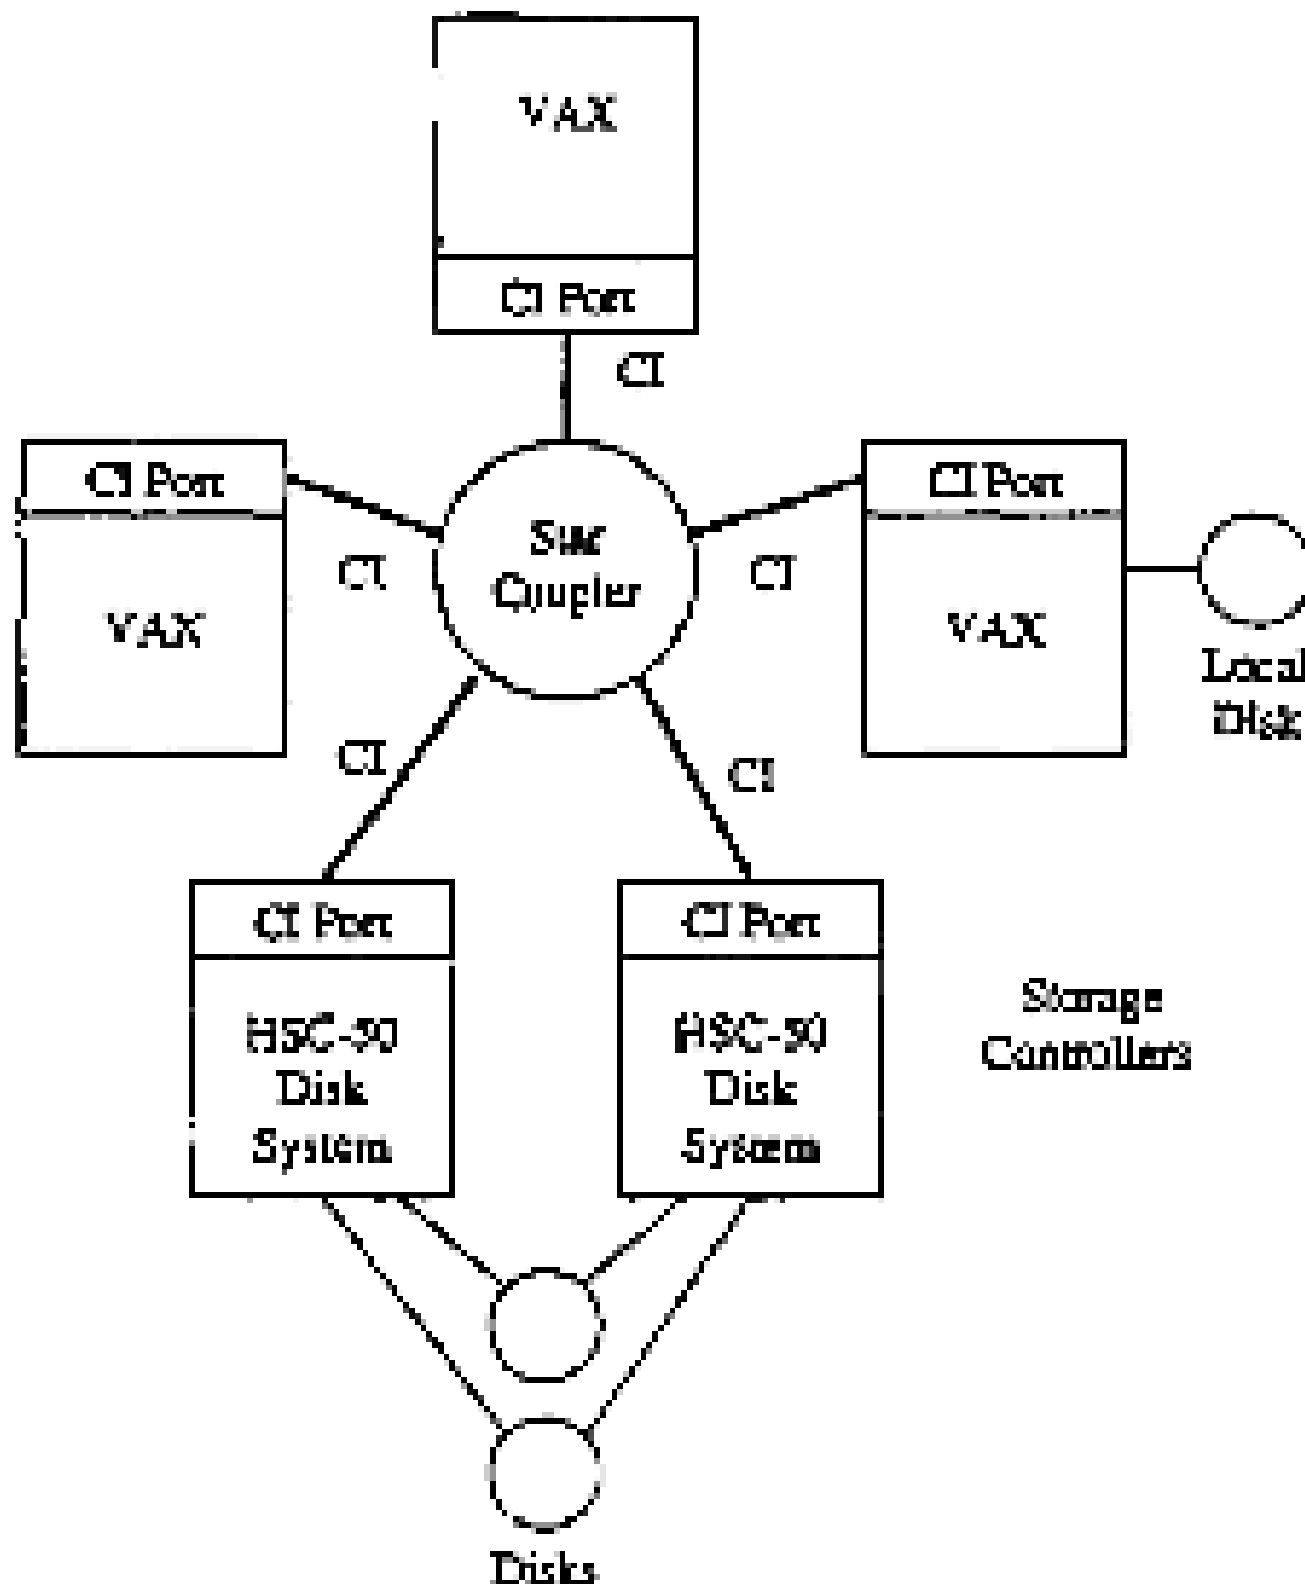 VAX
CI Port
CI
CI Port
VAX
CI
Star
Coupler
CI
CI Port
VAX
Local
Disk
CI
CI
CI Port
HSC-50
Disk
System
CI Port
HSC-50
Disk
System
Storage
Controllers
Disks